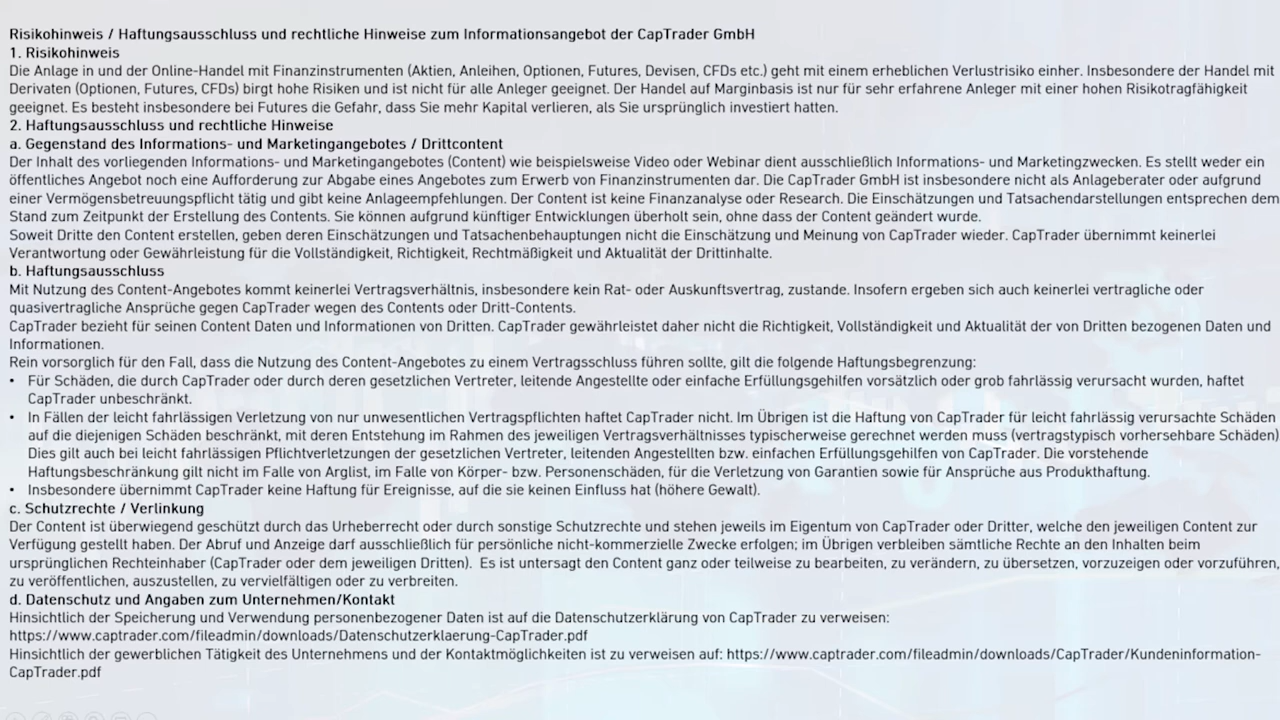 Risikohinweis / Haftungsausschluss und rechtliche Hinweise zum Informationsangebot der CapTrader GmbH
1. Risikohinweis
Die Anlage in und der Online-Handel mit Finanzinstrumenten (Aktien, Anleihen, Optionen, Futures, Devisen, CFDs etc.) geht mit einem erheblichen Verlustrisiko einher. Insbesondere der Handel mit
Derivaten (Optionen, Futures, CFDs) birgt hohe Risiken und ist nicht für alle Anleger geeignet. Der Handel auf Marginbasis ist nur für sehr erfahrene Anleger mit einer hohen Risikotragfähigkeit
geeignet. Es besteht insbesondere bei Futures die Gefahr, dass Sie mehr Kapital verlieren, als Sie ursprünglich investiert hatten.
2. Haftungsausschluss und rechtliche Hinweise
a. Gegenstand des Informations- und Marketingangebotes / Drittcontent
Der Inhalt des vorliegenden Informations- und Marketingangebotes (Content) wie beispielsweise Video oder Webinar dient ausschließlich Informations- und Marketingzwecken. Es stellt weder ein
öffentliches Angebot noch eine Aufforderung zur Abgabe eines Angebotes zum Erwerb von Finanzinstrumenten dar. Die CapTrader GmbH ist insbesondere nicht als Anlageberater oder aufgrund
einer Vermögensbetreuungspflicht tätig und gibt keine Anlageempfehlungen. Der Content ist keine Finanzanalyse oder Research. Die Einschätzungen und Tatsachendarstellungen entsprechen dem
Stand zum Zeitpunkt der Erstellung des Contents. Sie können aufgrund künftiger Entwicklungen überholt sein, ohne dass der Content geändert wurde.
Soweit Dritte den Content erstellen, geben deren Einschätzungen und Tatsachenbehauptungen nicht die Einschätzung und Meinung von CapTrader wieder. CapTrader übernimmt keinerlei
Verantwortung oder Gewährleistung für die Vollständigkeit, Richtigkeit, Rechtmäßigkeit und Aktualität der Drittinhalte.
b. Haftungsausschluss
Mit Nutzung des Content-Angebotes kommt keinerlei Vertragsverhältnis, insbesondere kein Rat- oder Auskunftsvertrag, zustande. Insofern ergeben sich auch keinerlei vertragliche oder
quasivertragliche Ansprüche gegen CapTrader wegen des Contents oder Dritt-Contents.
CapTrader bezieht für seinen Content Daten und Informationen von Dritten. CapTrader gewährleistet daher nicht die Richtigkeit, Vollständigkeit und Aktualität der von Dritten bezogenen Daten und
Informationen.
Rein vorsorglich für den Fall, dass die Nutzung des Content-Angebotes zu einem Vertragsschluss führen sollte, gilt die folgende Haftungsbegrenzung:
• Für Schäden, die durch CapTrader oder durch deren gesetzlichen Vertreter, leitende Angestellte oder einfache Erfüllungsgehilfen vorsätzlich oder grob fahrlässig verursacht wurden, haftet
CapTrader unbeschränkt.
• In Fällen der leicht fahrlässigen Verletzung von nur unwesentlichen Vertragspflichten haftet CapTrader nicht. Im Übrigen ist die Haftung von CapTrader für leicht fahrlässig verursachte Schäden
auf die diejenigen Schäden beschränkt, mit deren Entstehung im Rahmen des jeweiligen Vertragsverhältnisses typischerweise gerechnet werden muss (vertragstypisch vorhersehbare Schäden)
Dies gilt auch bei leicht fahrlässigen Pflichtverletzungen der gesetzlichen Vertreter, leitenden Angestellten bzw. einfachen Erfüllungsgehilfen von CapTrader. Die vorstehende
Haftungsbeschränkung gilt nicht im Falle von Arglist, im Falle von Körper- bzw. Personenschäden, für die Verletzung von Garantien sowie für Ansprüche aus Produkthaftung.
• Insbesondere übernimmt CapTrader keine Haftung für Ereignisse, auf die sie keinen Einfluss hat (höhere Gewalt).
c. Schutzrechte / Verlinkung
Der Content ist überwiegend geschützt durch das Urheberrecht oder durch sonstige Schutzrechte und stehen jeweils im Eigentum von CapTrader oder Dritter, welche den jeweiligen Content zur
Verfügung gestellt haben. Der Abruf und Anzeige darf ausschließlich für persönliche nicht-kommerzielle Zwecke erfolgen; im Übrigen verbleiben sämtliche Rechte an den Inhalten beim
ursprünglichen Rechteinhaber (CapTrader oder dem jeweiligen Dritten). Es ist untersagt den Content ganz oder teilweise zu bearbeiten, zu verändern, zu übersetzen, vorzuzeigen oder vorzuführen,
zu veröffentlichen, auszustellen, zu vervielfältigen oder zu verbreiten.
d. Datenschutz und Angaben zum Unternehmen/Kontakt
Hinsichtlich der Speicherung und Verwendung personenbezogener Daten ist auf die Datenschutzerklärung von CapTrader zu verweisen:
https://www.captrader.com/fileadmin/downloads/Datenschutzerklaerung-CapTrader.pdf
Hinsichtlich der gewerblichen Tätigkeit des Unternehmens und der Kontaktmöglichkeiten ist zu verweisen auf: https://www.captrader.com/fileadmin/downloads/CapTrader/Kundeninformation-
CapTrader.pdf